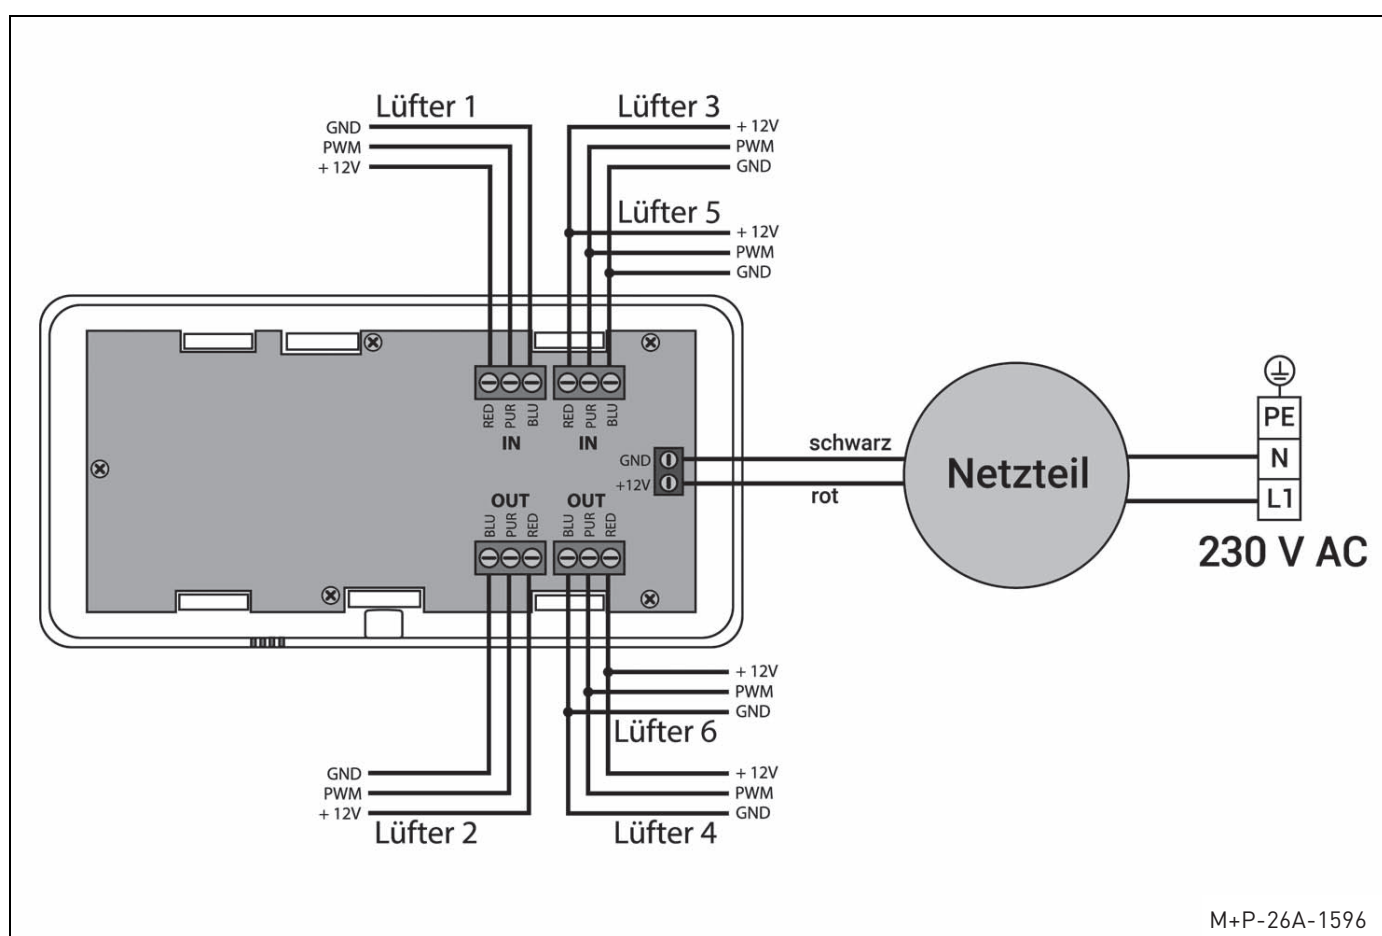 Lüfter 1
GND
PWM
+ 12V
Lüfter 3
+ 12V
PWM
GND
Lüfter 5
+ 12V
PWM
GND
RED PUR BLU
IN
RED PUR BLU
IN
GND
+12V
schwarz
rot
Netzteil
PE
N
L1
230 V AC
OUT
BLU PUR RED
OUT
BLU PUR RED
+ 12V
PWM
GND
Lüfter 6
GND
PWM
+ 12V
Lüfter 2
+ 12V
PWM
GND
Lüfter 4
M+P-26A-1596